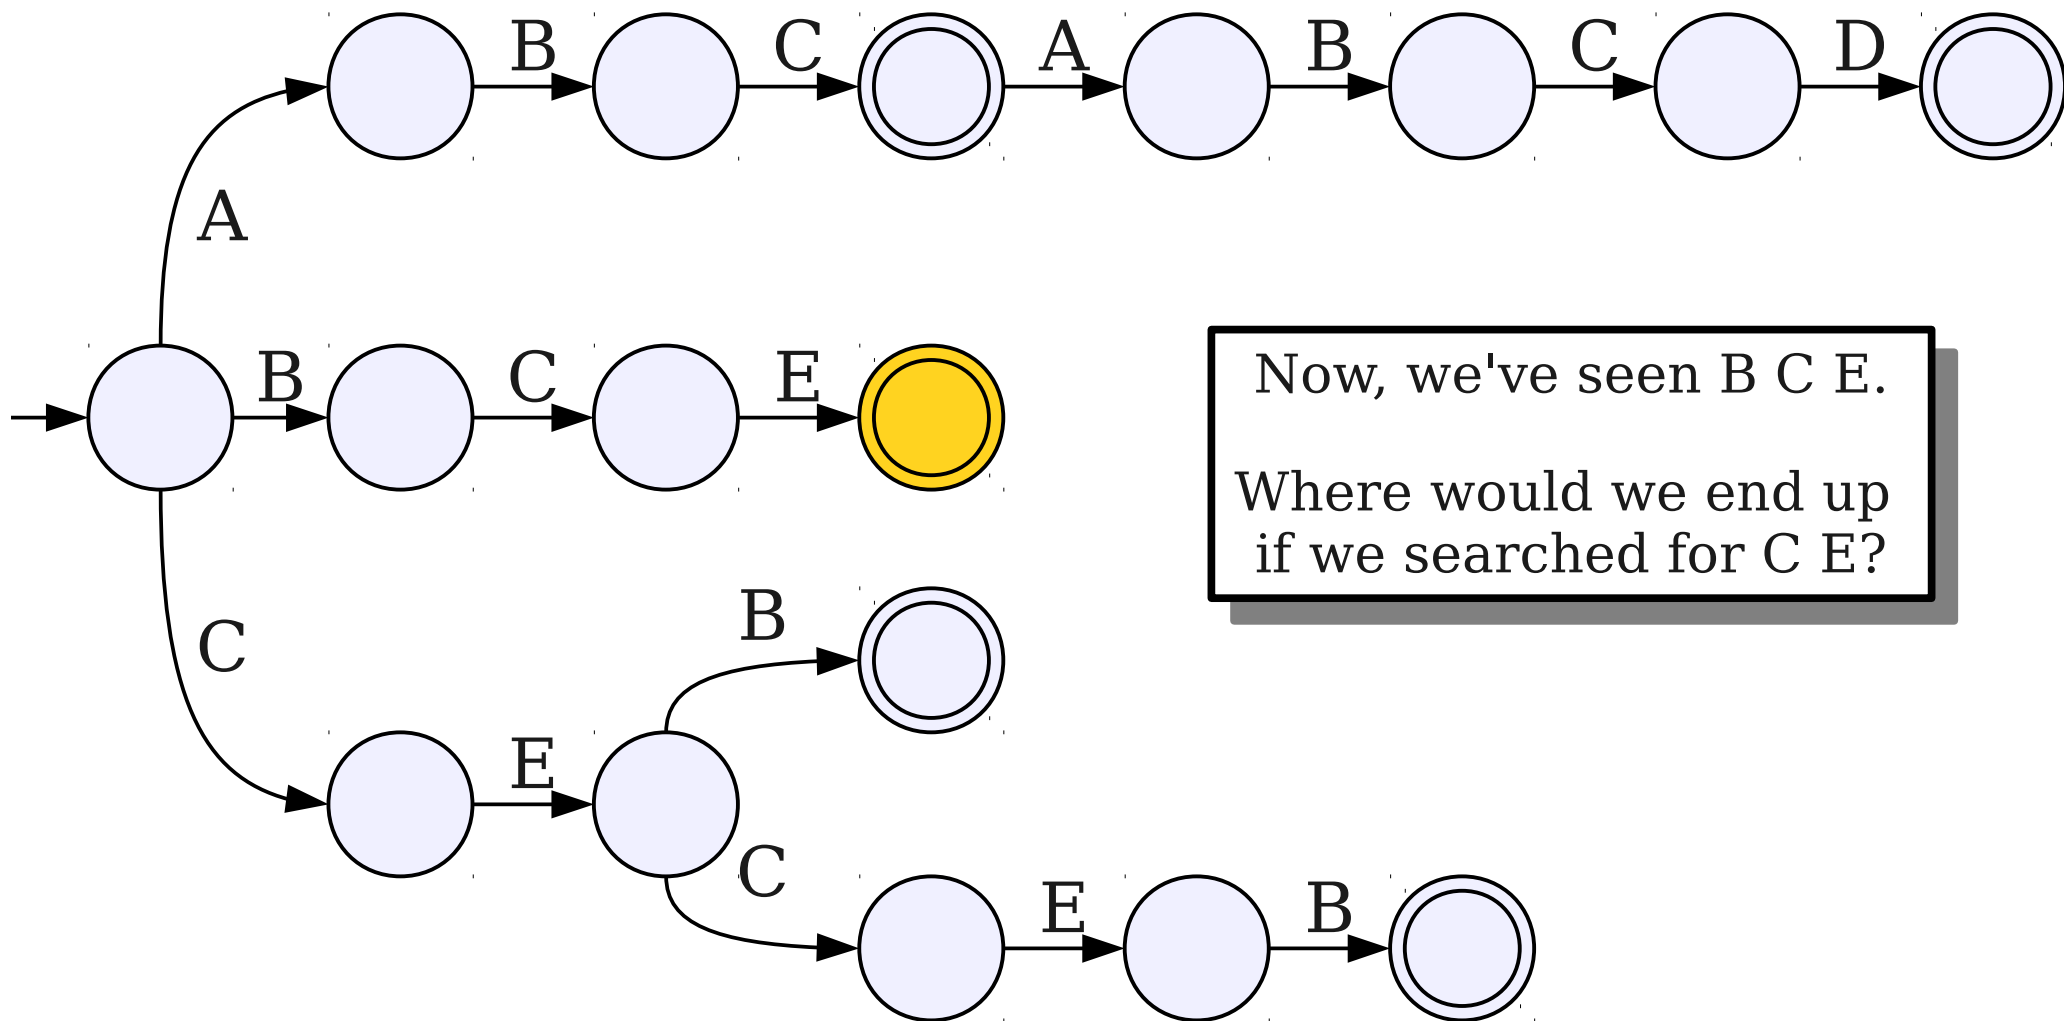 B C A B C D
A
B C E
Now, we've seen B C E.
Where would we end up
if we searched for C E?
B
C
E
C
E B